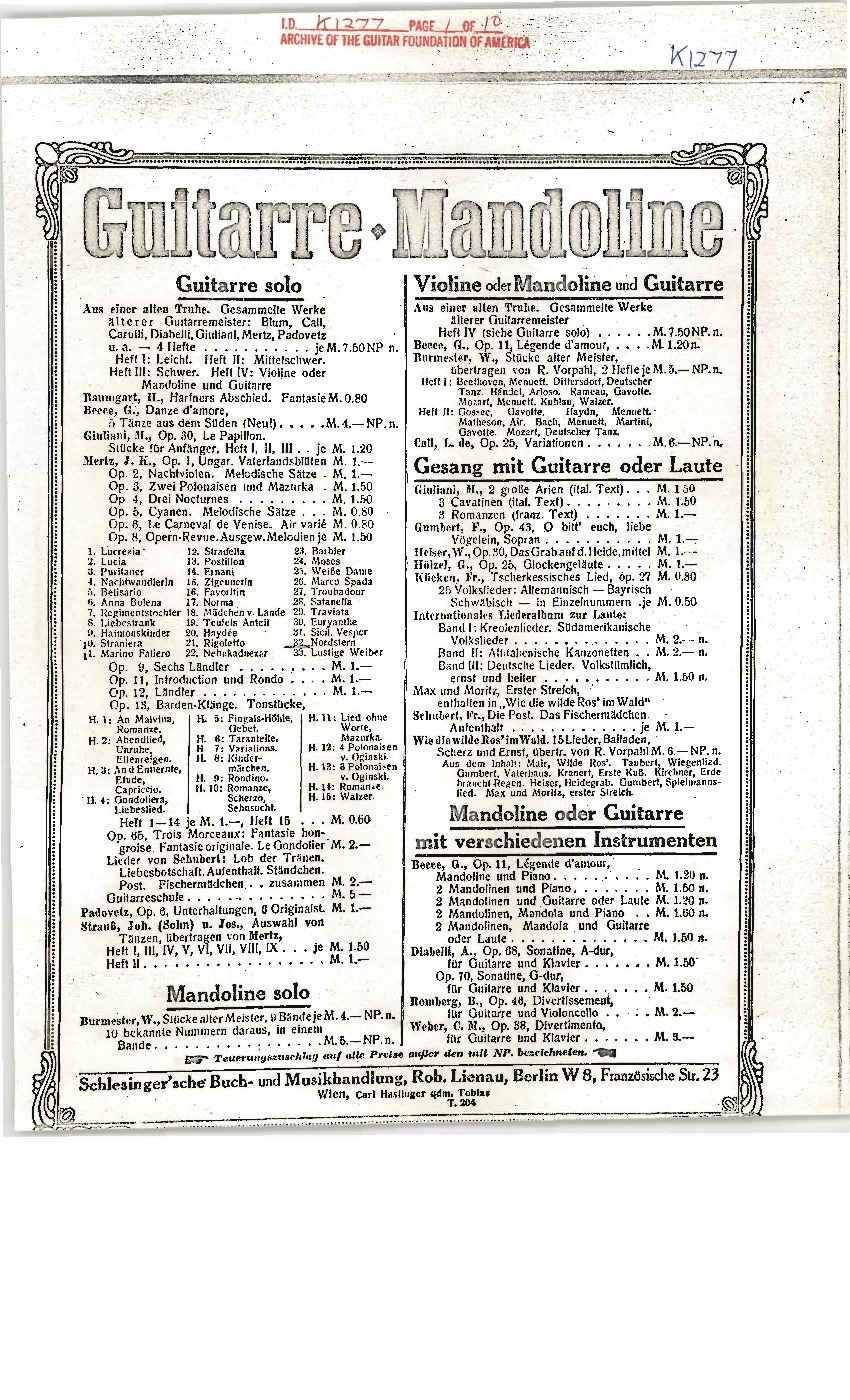 I.D. K1277 PAGE 1 OF 10
ARCHIVE OF THE GUITAR FOUNDATION OF AMERICA
K1277
15
Guitarre Mandoline
Guitarre solo
Aus einer alten Truhe. Gesammelte Werke
älterer Guitarremeister: Blum, Call,
Carulli, Diabelli, Giuliani, Mertz, Padovetz
u. a. — 4 Hefte . . . . . . . . . . . je M. 7.50 NP n.
Heft I: Leicht. Heft II: Mittelschwer.
Heft III: Schwer. Heft IV: Violine oder
Mandoline und Guitarre
Baumgart, H., Harfners Abschied. Fantasie M. 0.80
Becce, G., Danze d'amore,
5 Tänze aus dem Süden (Neu!) . . . . . M. 4.— NP. n.
Giuliani, M., Op. 30, Le Papillon.
Stücke für Anfänger, Heft I, II, III . . je M. 1.20
Mertz, J. K., Op. 1, Ungar. Vaterlandsblüten M. 1.—
Op. 2, Nachtviolen. Melodische Sätze . M. 1.—
Op. 3, Zwei Polonaisen und Mazurka . M. 1.50
Op. 4, Drei Nocturnes . . . . . . . . . M. 1.50
Op. 5, Cyanen. Melodische Sätze . . . M. 0.80
Op. 6, Le Carneval de Venise. Air varié M. 0.80
Op. 8, Opern-Revue. Ausgew. Melodien je M. 1.50
1. Lucrezia 12. Stradella 23. Barbier
2. Lucia 13. Postillon 24. Moses
3. Puritaner 14. Ernani 25. Weiße Dame
4. Nachtwandlerin 15. Zigeunerin 26. Marco Spada
5. Belisario 16. Favoritin 27. Troubadour
6. Anna Bolena 17. Norma 28. Satanella
7. Regimentstochter 18. Mädchen v. Lande 29. Traviata
8. Liebestrank 19. Teufels Anteil 30. Euryanthe
9. Haimonskinder 20. Haydée 31. Sicil. Vesper
10. Straniera 21. Rigoletto 32. Nordstern
11. Marino Faliero 22. Nebukadnezar 33. Lustige Weiber
Op. 9, Sechs Ländler . . . . . . . . . M. 1.—
Op. 11, Introduction und Rondo . . . . M. 1.—
Op. 12, Ländler . . . . . . . . . . . . . M. 1.—
Op. 13, Barden-Klänge. Tonstücke,
H. 1: An Malvina,
Romanze.
H. 2: Abendlied,
Unruhe,
Elfenreigen.
H. 3: An d Entfernte,
Etude,
Capriccio.
H. 4: Gondoliera,
Liebeslied.
H. 5: Fingals-Höhle,
Gebet.
H. 6: Tarantelle.
H 7: Variations.
H. 8: Kinder-
märchen.
H. 9: Rondino.
H. 10: Romanze,
Scherzo,
Sehnsucht.
H. 11: Lied ohne
Worte,
Mazurka.
H. 12: 4 Polonaisen
v. Oginski.
H. 13: 3 Polonaisen
v. Oginski.
H. 14: Romanze.
H. 15: Walzer.
Heft 1—14 je M. 1.—, Heft 15 . . . M. 0.60
Op. 65, Trois Morceaux: Fantasie hon-
groise. Fantasie originale. Le Gondolier M. 2.—
Lieder von Schubert: Lob der Tränen.
Liebesbotschaft. Aufenthalt. Ständchen.
Post. Fischermädchen . . . zusammen M. 2.—
Guitarreschule . . . . . . . . . . . . . . . M. 5 —
Padovetz, Op. 6, Unterhaltungen, 6 Originalst. M. 1.—
Strauß, Joh. (Sohn) u. Jos., Auswahl von
Tänzen, übertragen von Mertz,
Heft I, III, IV, V, VI, VII, VIII, IX . . . je M. 1.50
Heft II . . . . . . . . . . . . . . . . . . . M. 1.—
Mandoline solo
Burmester, W., Stücke alter Meister, 9 Bände je M. 4.— NP. n.
10 bekannte Nummern daraus, in einem
Bande . . . . . . . . . . . . . . . . M. 5.— NP. n.
Violine oder Mandoline und Guitarre
Aus einer alten Truhe. Gesammelte Werke
älterer Guitarremeister
Heft IV (siehe Guitarre solo) . . . . . . M. 7.50 NP. n.
Becce, G., Op. 11, Légende d'amour, . . . . M. 1.20 n.
Burmester, W., Stücke alter Meister,
übertragen von R. Vorpahl, 2 Hefte je M. 5.— NP. n.
Heft I: Beethoven, Menuett. Dittersdorf, Deutscher
Tanz. Händel, Arioso. Rameau, Gavotte.
Mozart, Menuett. Kuhlau, Walzer.
Heft II: Gossec, Gavotte. Haydn, Menuett.
Matheson, Air. Bach, Menuett. Martini,
Gavotte. Mozart, Deutscher Tanz.
Call, L. de, Op. 25, Variationen . . . . . . . M. 6.— NP. n.
Gesang mit Guitarre oder Laute
Giuliani, M., 2 große Arien (ital. Text) . . . M. 1 50
3 Cavatinen (ital. Text) . . . . . . . . . M. 1.50
3 Romanzen (franz. Text) . . . . . . . M. 1.—
Gumbert, F., Op. 43, O bitt' euch, liebe
Vögelein, Sopran . . . . . . . . . . . M. 1.—
Heiser, W., Op. 30, Das Grab auf d. Heide, mittel M. 1.—
Hölzel, G., Op. 25, Glockengeläute . . . . . M. 1.—
Kücken, Fr., Tscherkessisches Lied, op. 27 M. 0.80
25 Volkslieder: Allemannisch — Bayrisch
Schwäbisch — in Einzelnummern . je M. 0.50
Internationales Liederalbum zur Laute:
Band I: Kreolenlieder. Südamerikanische
Volkslieder . . . . . . . . . . . . . M. 2.— n.
Band II: Altitalienische Kanzonetten . . M. 2.— n.
Band III: Deutsche Lieder. Volkstümlich,
ernst und heiter . . . . . . . . . . . M. 1.50 n.
Max und Moritz, Erster Streich,
enthalten in „Wie die wilde Ros' im Wald"
Schubert, Fr., Die Post. Das Fischermädchen.
Aufenthalt . . . . . . . . . . . . . je M. 1.—
Wie die wilde Ros' im Wald. 15 Lieder, Balladen,
Scherz und Ernst, übertr. von R. Vorpahl M. 6.— NP. n.
Aus dem Inhalt: Mair, Wilde Ros'. Taubert, Wiegenlied.
Gumbert, Vaterhaus. Kranert, Erste Kuß. Kirchner, Erde
braucht Regen. Heiser, Heidegrab. Gumbert, Spielmanns-
lied. Max und Moritz, erster Streich.
Mandoline oder Guitarre
mit verschiedenen Instrumenten
Becce, G., Op. 11, Légende d'amour,
Mandoline und Piano . . . . . . . . . . M. 1.20 n.
2 Mandolinen und Piano . . . . . . . . M. 1.50 n.
2 Mandolinen und Guitarre oder Laute M. 1.20 n.
2 Mandolinen, Mandola und Piano . . M. 1.60 n.
2 Mandolinen, Mandola und Guitarre
oder Laute . . . . . . . . . . . . . . M. 1.50 n.
Diabelli, A., Op. 68, Sonatine, A-dur,
für Guitarre und Klavier . . . . . . . M. 1.50
Op. 70, Sonatine, G-dur,
für Guitarre und Klavier . . . . . . . M. 1.50
Romberg, B., Op. 46, Divertissement,
für Guitarre und Violoncello . . . . . M. 2.—
Weber, C. M., Op. 38, Divertimento,
für Guitarre und Klavier . . . . . . . M. 3.—
Teuerungszuschlag auf alle Preise außer den mit NP. bezeichneten.
Schlesinger'sche Buch- und Musikhandlung, Rob. Lienau, Berlin W 8, Französische Str. 23
Wien, Carl Haslinger qdm. Tobias
T. 204